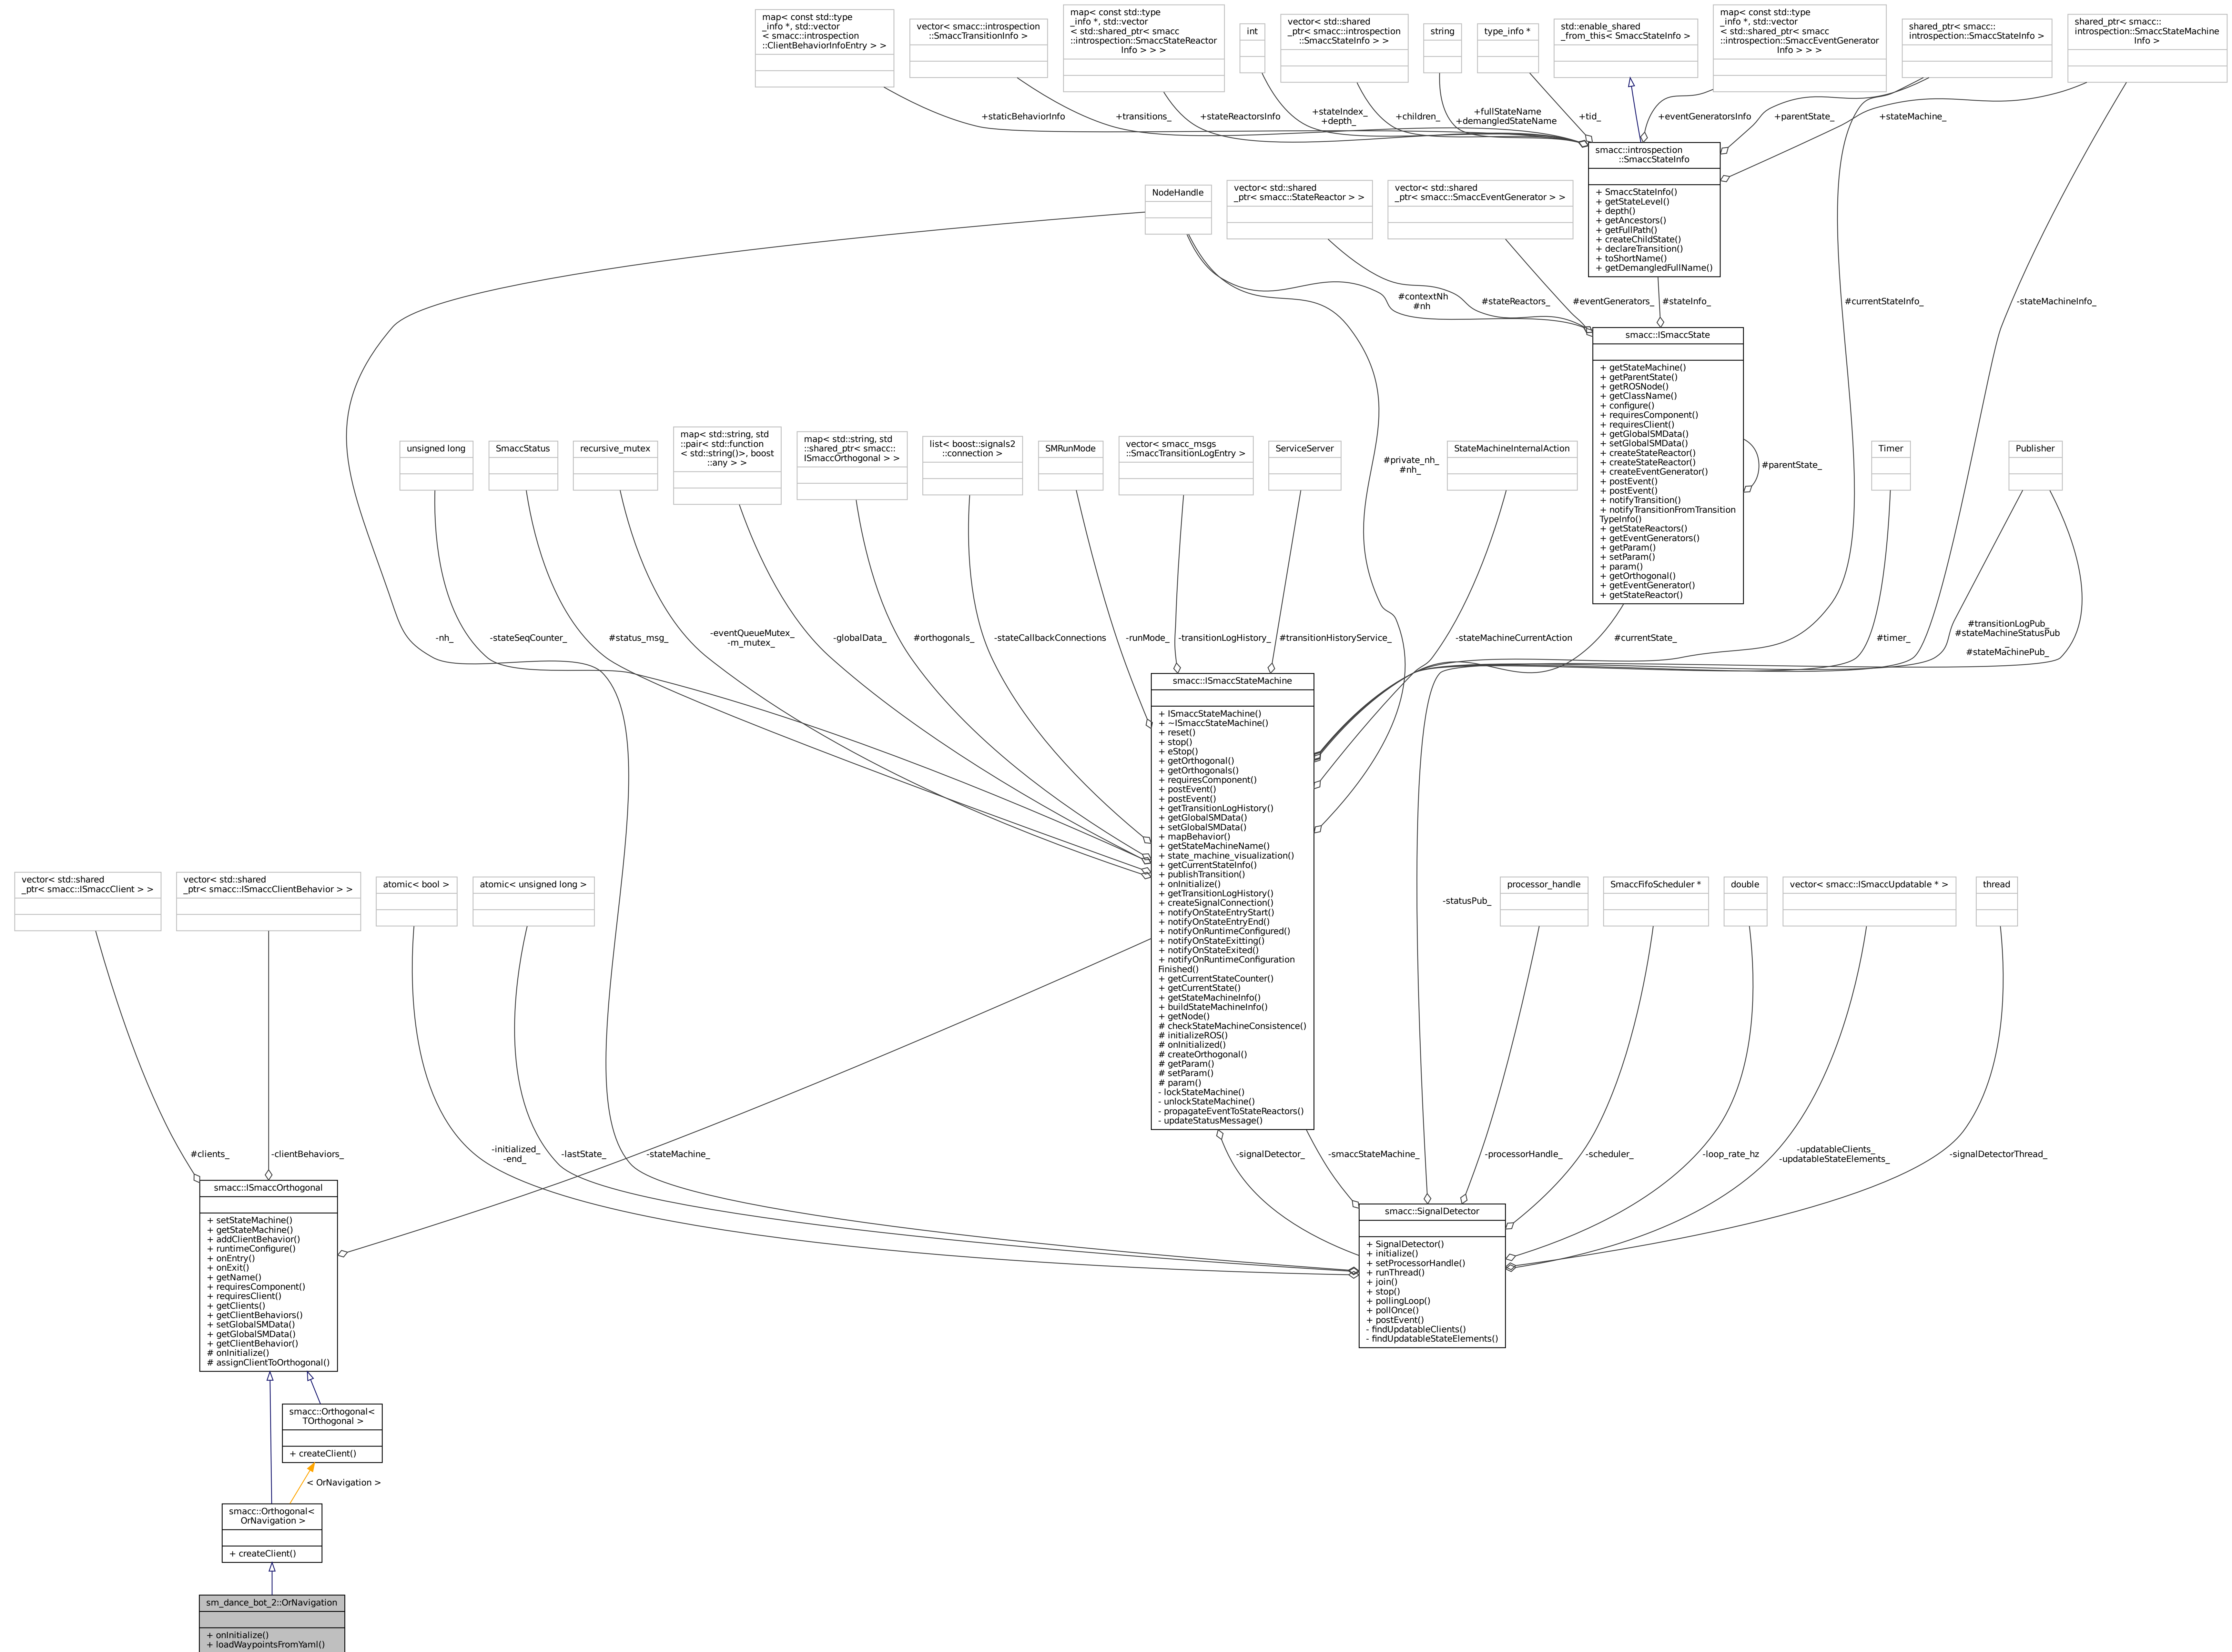 map< const std::type
_info *, std::vector
< smacc::introspection
::ClientBehaviorInfoEntry > >
vector< smacc::introspection
::SmaccTransitionInfo >
map< const std::type
_info *, std::vector
< std::shared_ptr< smacc
::introspection::SmaccStateReactor
Info > > >
int
vector< std::shared
_ptr< smacc::introspection
::SmaccStateInfo > >
string
type_info *
std::enable_shared
_from_this< SmaccStateInfo >
map< const std::type
_info *, std::vector
< std::shared_ptr< smacc
::introspection::SmaccEventGenerator
Info > > >
shared_ptr< smacc::
introspection::SmaccStateInfo >
shared_ptr< smacc::
introspection::SmaccStateMachine
Info >
+staticBehaviorInfo
+transitions_
+stateReactorsInfo
+stateIndex_
+depth_
+children_
+fullStateName
+demangledStateName
+tid_
+eventGeneratorsInfo
+parentState_
+stateMachine_
smacc::introspection
::SmaccStateInfo
+ SmaccStateInfo()
+ getStateLevel()
+ depth()
+ getAncestors()
+ getFullPath()
+ createChildState()
+ declareTransition()
+ toShortName()
+ getDemangledFullName()
NodeHandle
vector< std::shared
_ptr< smacc::StateReactor > >
vector< std::shared
_ptr< smacc::SmaccEventGenerator > >
#contextNh
#nh
#stateReactors_
#eventGenerators_
#stateInfo_
#currentStateInfo_
-stateMachineInfo_
smacc::ISmaccState
+ getStateMachine()
+ getParentState()
+ getROSNode()
+ getClassName()
+ configure()
+ requiresComponent()
+ requiresClient()
+ getGlobalSMData()
+ setGlobalSMData()
+ createStateReactor()
+ createStateReactor()
+ createEventGenerator()
+ postEvent()
+ postEvent()
+ notifyTransition()
+ notifyTransitionFromTransition
TypeInfo()
+ getStateReactors()
+ getEventGenerators()
+ getParam()
+ setParam()
+ param()
+ getOrthogonal()
+ getEventGenerator()
+ getStateReactor()
#parentState_
unsigned long
SmaccStatus
recursive_mutex
map< std::string, std
::pair< std::function
< std::string()>, boost
::any > >
map< std::string, std
::shared_ptr< smacc::
ISmaccOrthogonal > >
list< boost::signals2
::connection >
SMRunMode
vector< smacc_msgs
::SmaccTransitionLogEntry >
ServiceServer
#private_nh_
#nh_
StateMachineInternalAction
Timer
Publisher
-nh_
-stateSeqCounter_
#status_msg_
-eventQueueMutex_
-m_mutex_
-globalData_
#orthogonals_
-stateCallbackConnections
-runMode_
-transitionLogHistory_
#transitionHistoryService_
-stateMachineCurrentAction
#currentState_
#timer_
#transitionLogPub_
#stateMachineStatusPub
_
#stateMachinePub_
smacc::ISmaccStateMachine
+ ISmaccStateMachine()
+ ~ISmaccStateMachine()
+ reset()
+ stop()
+ eStop()
+ getOrthogonal()
+ getOrthogonals()
+ requiresComponent()
+ postEvent()
+ postEvent()
+ getTransitionLogHistory()
+ getGlobalSMData()
+ setGlobalSMData()
+ mapBehavior()
+ getStateMachineName()
+ state_machine_visualization()
+ getCurrentStateInfo()
+ publishTransition()
+ onInitialize()
+ getTransitionLogHistory()
+ createSignalConnection()
+ notifyOnStateEntryStart()
+ notifyOnStateEntryEnd()
+ notifyOnRuntimeConfigured()
+ notifyOnStateExitting()
+ notifyOnStateExited()
+ notifyOnRuntimeConfiguration
Finished()
+ getCurrentStateCounter()
+ getCurrentState()
+ getStateMachineInfo()
+ buildStateMachineInfo()
+ getNode()
# checkStateMachineConsistence()
# initializeROS()
# onInitialized()
# createOrthogonal()
# getParam()
# setParam()
# param()
- lockStateMachine()
- unlockStateMachine()
- propagateEventToStateReactors()
- updateStatusMessage()
vector< std::shared
_ptr< smacc::ISmaccClient > >
vector< std::shared
_ptr< smacc::ISmaccClientBehavior > >
atomic< bool >
atomic< unsigned long >
-statusPub_
processor_handle
SmaccFifoScheduler *
double
vector< smacc::ISmaccUpdatable * >
thread
#clients_
-clientBehaviors_
-initialized_
-end_
-lastState_
-stateMachine_
-signalDetector_
-smaccStateMachine_
-processorHandle_
-scheduler_
-loop_rate_hz
-updatableClients_
-updatableStateElements_
-signalDetectorThread_
smacc::ISmaccOrthogonal
+ setStateMachine()
+ getStateMachine()
+ addClientBehavior()
+ runtimeConfigure()
+ onEntry()
+ onExit()
+ getName()
+ requiresComponent()
+ requiresClient()
+ getClients()
+ getClientBehaviors()
+ setGlobalSMData()
+ getGlobalSMData()
+ getClientBehavior()
# onInitialize()
# assignClientToOrthogonal()
smacc::SignalDetector
+ SignalDetector()
+ initialize()
+ setProcessorHandle()
+ runThread()
+ join()
+ stop()
+ pollingLoop()
+ pollOnce()
+ postEvent()
- findUpdatableClients()
- findUpdatableStateElements()
smacc::Orthogonal<
TOrthogonal >
+ createClient()
< OrNavigation >
smacc::Orthogonal<
OrNavigation >
+ createClient()
sm_dance_bot_2::OrNavigation
+ onInitialize()
+ loadWaypointsFromYaml()